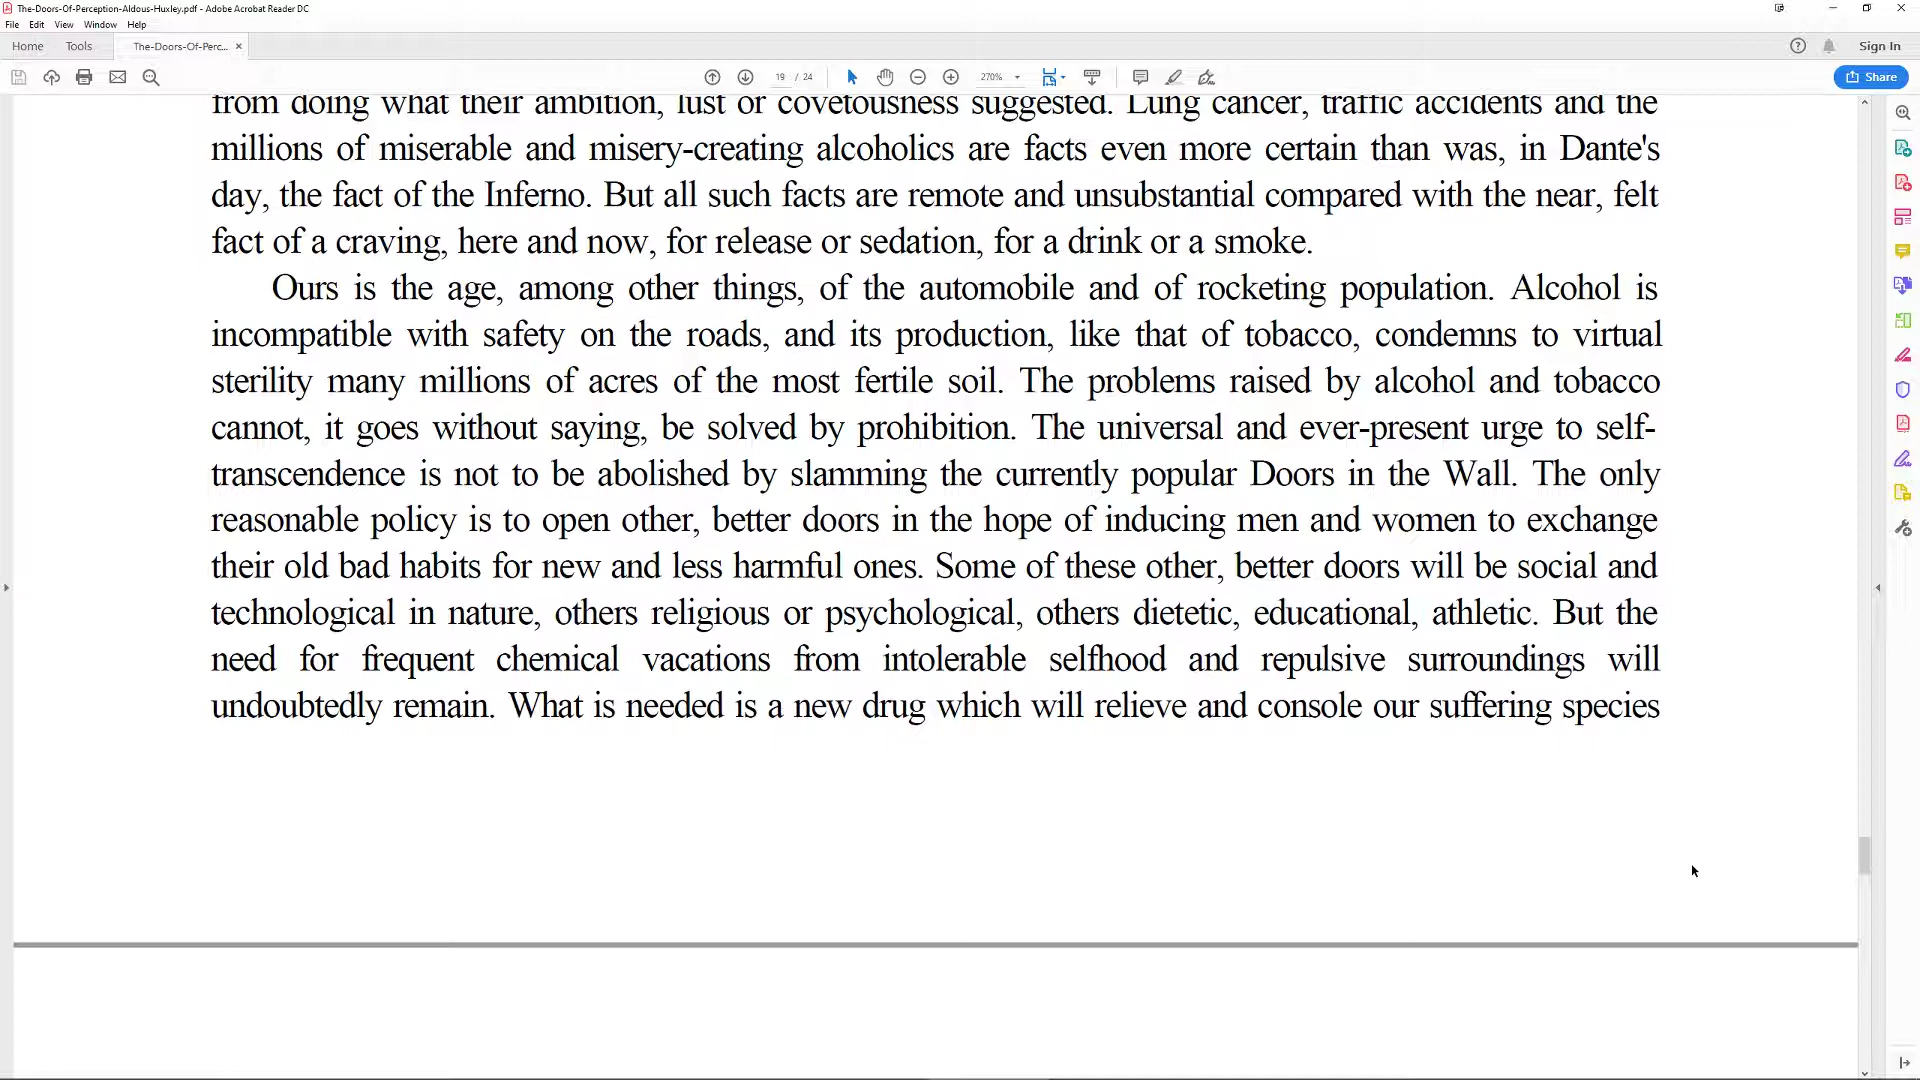 The-Doors-Of-Perception-Aldous-Huxley.pdf - Adobe Acrobat Reader DC
File Edit View Window Help
Home Tools The-Doors-Of-Perc... × Sign In
19 / 24 270% Share
from doing what their ambition, lust or covetousness suggested. Lung cancer, traffic accidents and the
millions of miserable and misery-creating alcoholics are facts even more certain than was, in Dante's
day, the fact of the Inferno. But all such facts are remote and unsubstantial compared with the near, felt
fact of a craving, here and now, for release or sedation, for a drink or a smoke.
Ours is the age, among other things, of the automobile and of rocketing population. Alcohol is
incompatible with safety on the roads, and its production, like that of tobacco, condemns to virtual
sterility many millions of acres of the most fertile soil. The problems raised by alcohol and tobacco
cannot, it goes without saying, be solved by prohibition. The universal and ever-present urge to self-
transcendence is not to be abolished by slamming the currently popular Doors in the Wall. The only
reasonable policy is to open other, better doors in the hope of inducing men and women to exchange
their old bad habits for new and less harmful ones. Some of these other, better doors will be social and
technological in nature, others religious or psychological, others dietetic, educational, athletic. But the
need for frequent chemical vacations from intolerable selfhood and repulsive surroundings will
undoubtedly remain. What is needed is a new drug which will relieve and console our suffering species